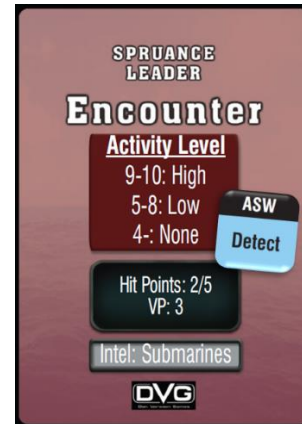 SPRUANCE
LEADER
Encounter
Activity Level
9-10: High
5-8: Low
4-: None
ASW
Detect
Hit Points: 2/5
VP: 3
Intel: Submarines
DVG